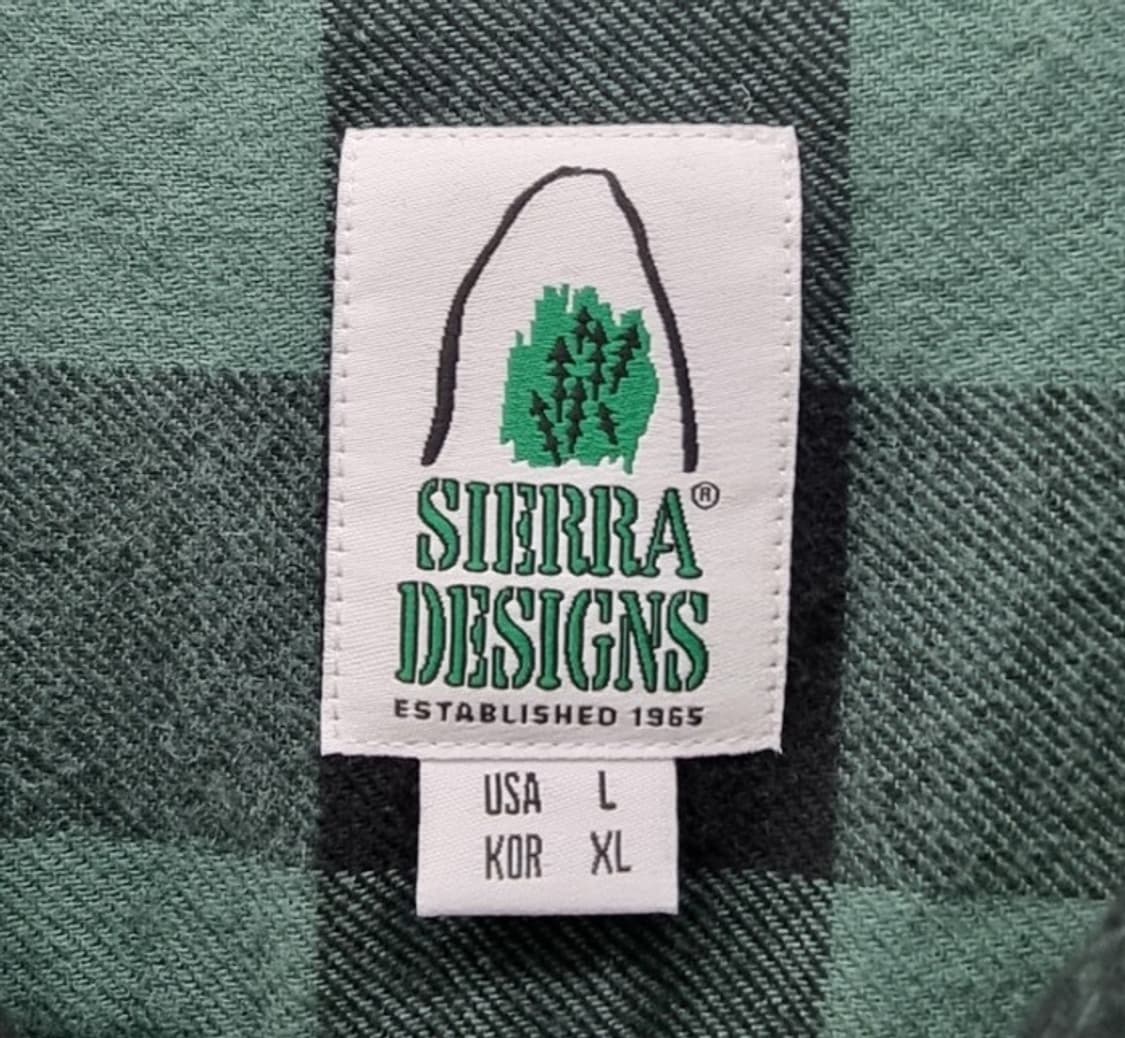 SIERRA®
DESIGNS
ESTABLISHED 1965
USA L
KOR XL